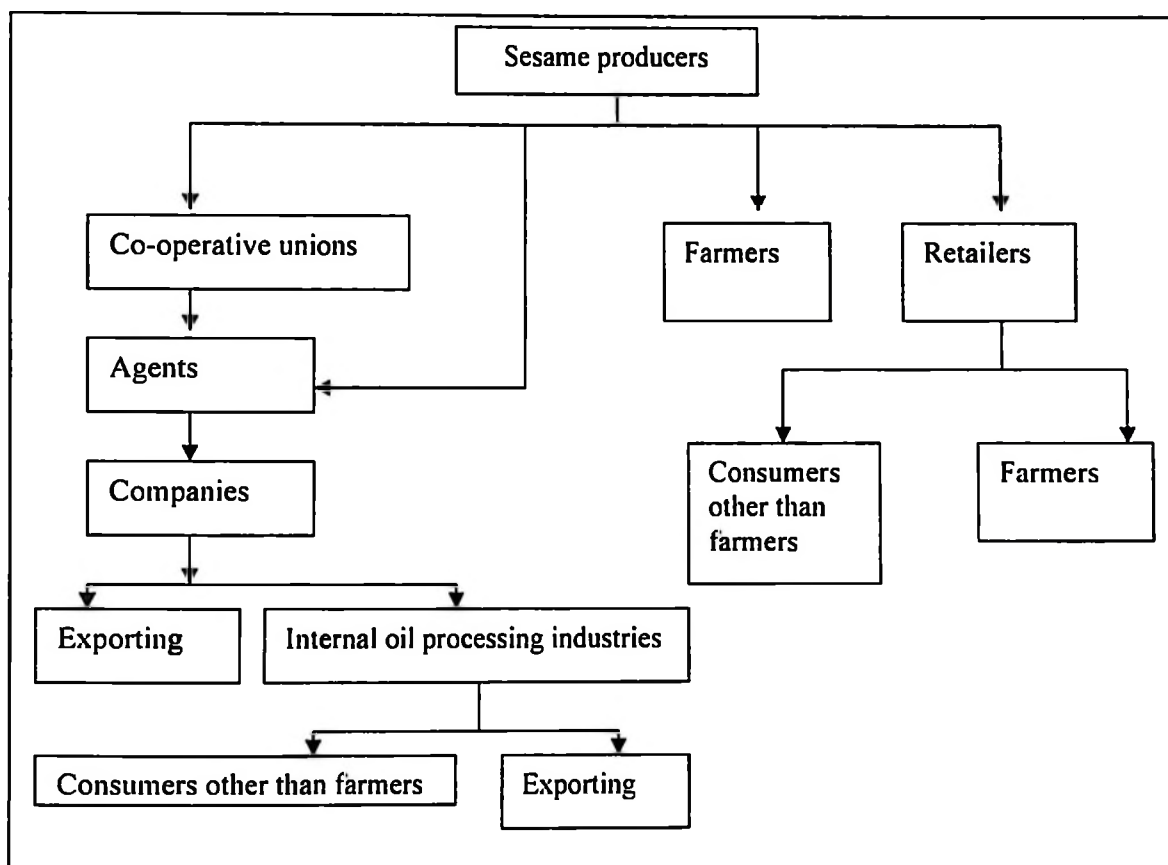 Sesame producers
Co-operative unions
Farmers
Retailers
Agents
Companies
Consumers
other than
farmers
Farmers
Exporting
Internal oil processing industries
Consumers other than farmers
Exporting